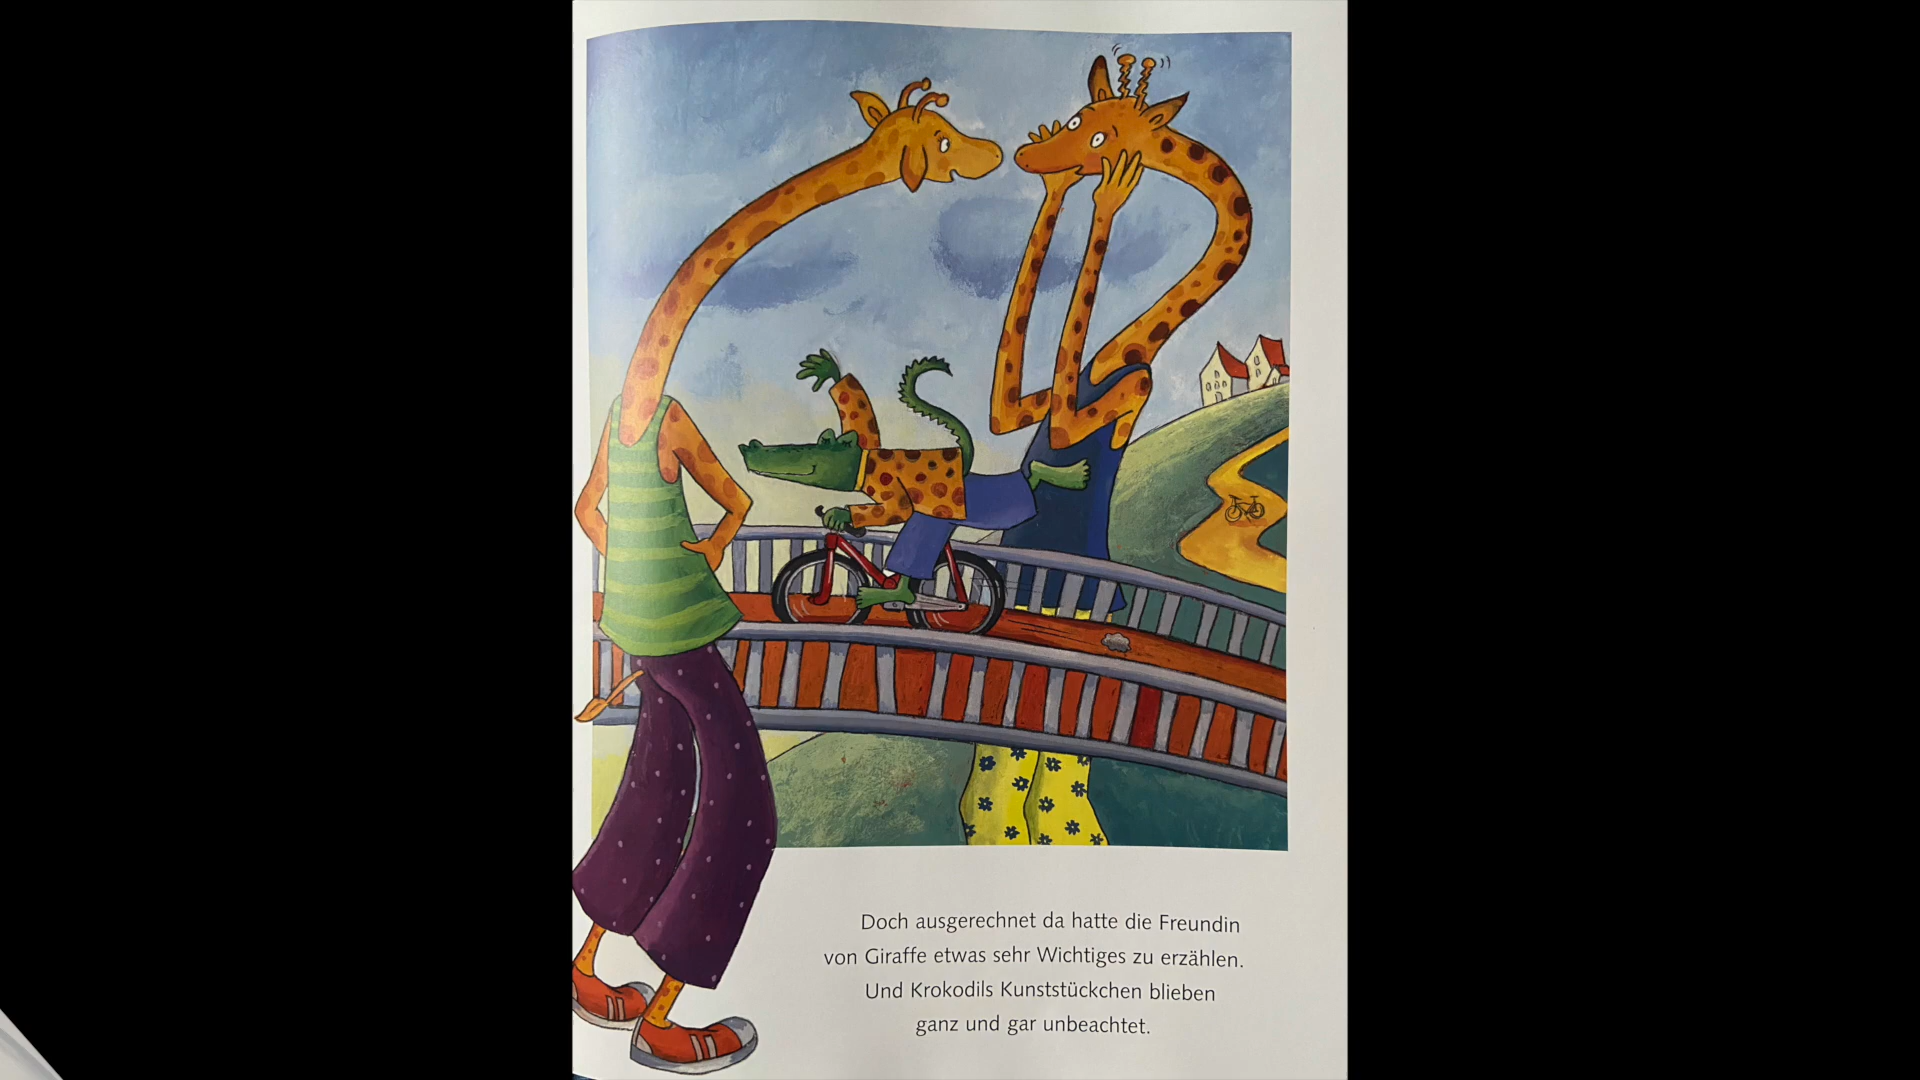 Doch ausgerechnet da hatte die Freundin
von Giraffe etwas sehr Wichtiges zu erzählen.
Und Krokodils Kunststückchen blieben
ganz und gar unbeachtet.